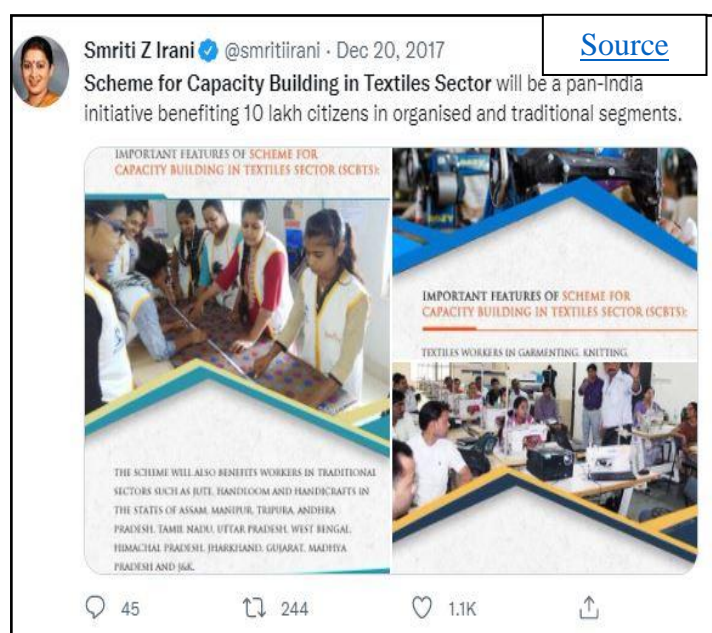 Source
Smriti Z Irani @smritiirani · Dec 20, 2017
Scheme for Capacity Building in Textiles Sector will be a pan-India
initiative benefiting 10 lakh citizens in organised and traditional segments.
IMPORTANT FEATURES OF SCHEME FOR
CAPACITY BUILDING IN TEXTILES SECTOR (SCBTS):
THE SCHEME WILL ALSO BENEFITS WORKERS IN TRADITIONAL
SECTORS SUCH AS JUTE, HANDLOOM AND HANDICRAFTS IN
THE STATES OF ASSAM, MANIPUR, TRIPURA, ANDHRA
PRADESH, TAMIL NADU, UTTAR PRADESH, WEST BENGAL,
HIMACHAL PRADESH, JHARKHAND, GUJARAT, MADHYA
PRADESH AND J&K.
IMPORTANT FEATURES OF SCHEME FOR
CAPACITY BUILDING IN TEXTILES SECTOR (SCBTS):
TEXTILES WORKERS IN GARMENTING, KNITTING,
45
244
1.1K